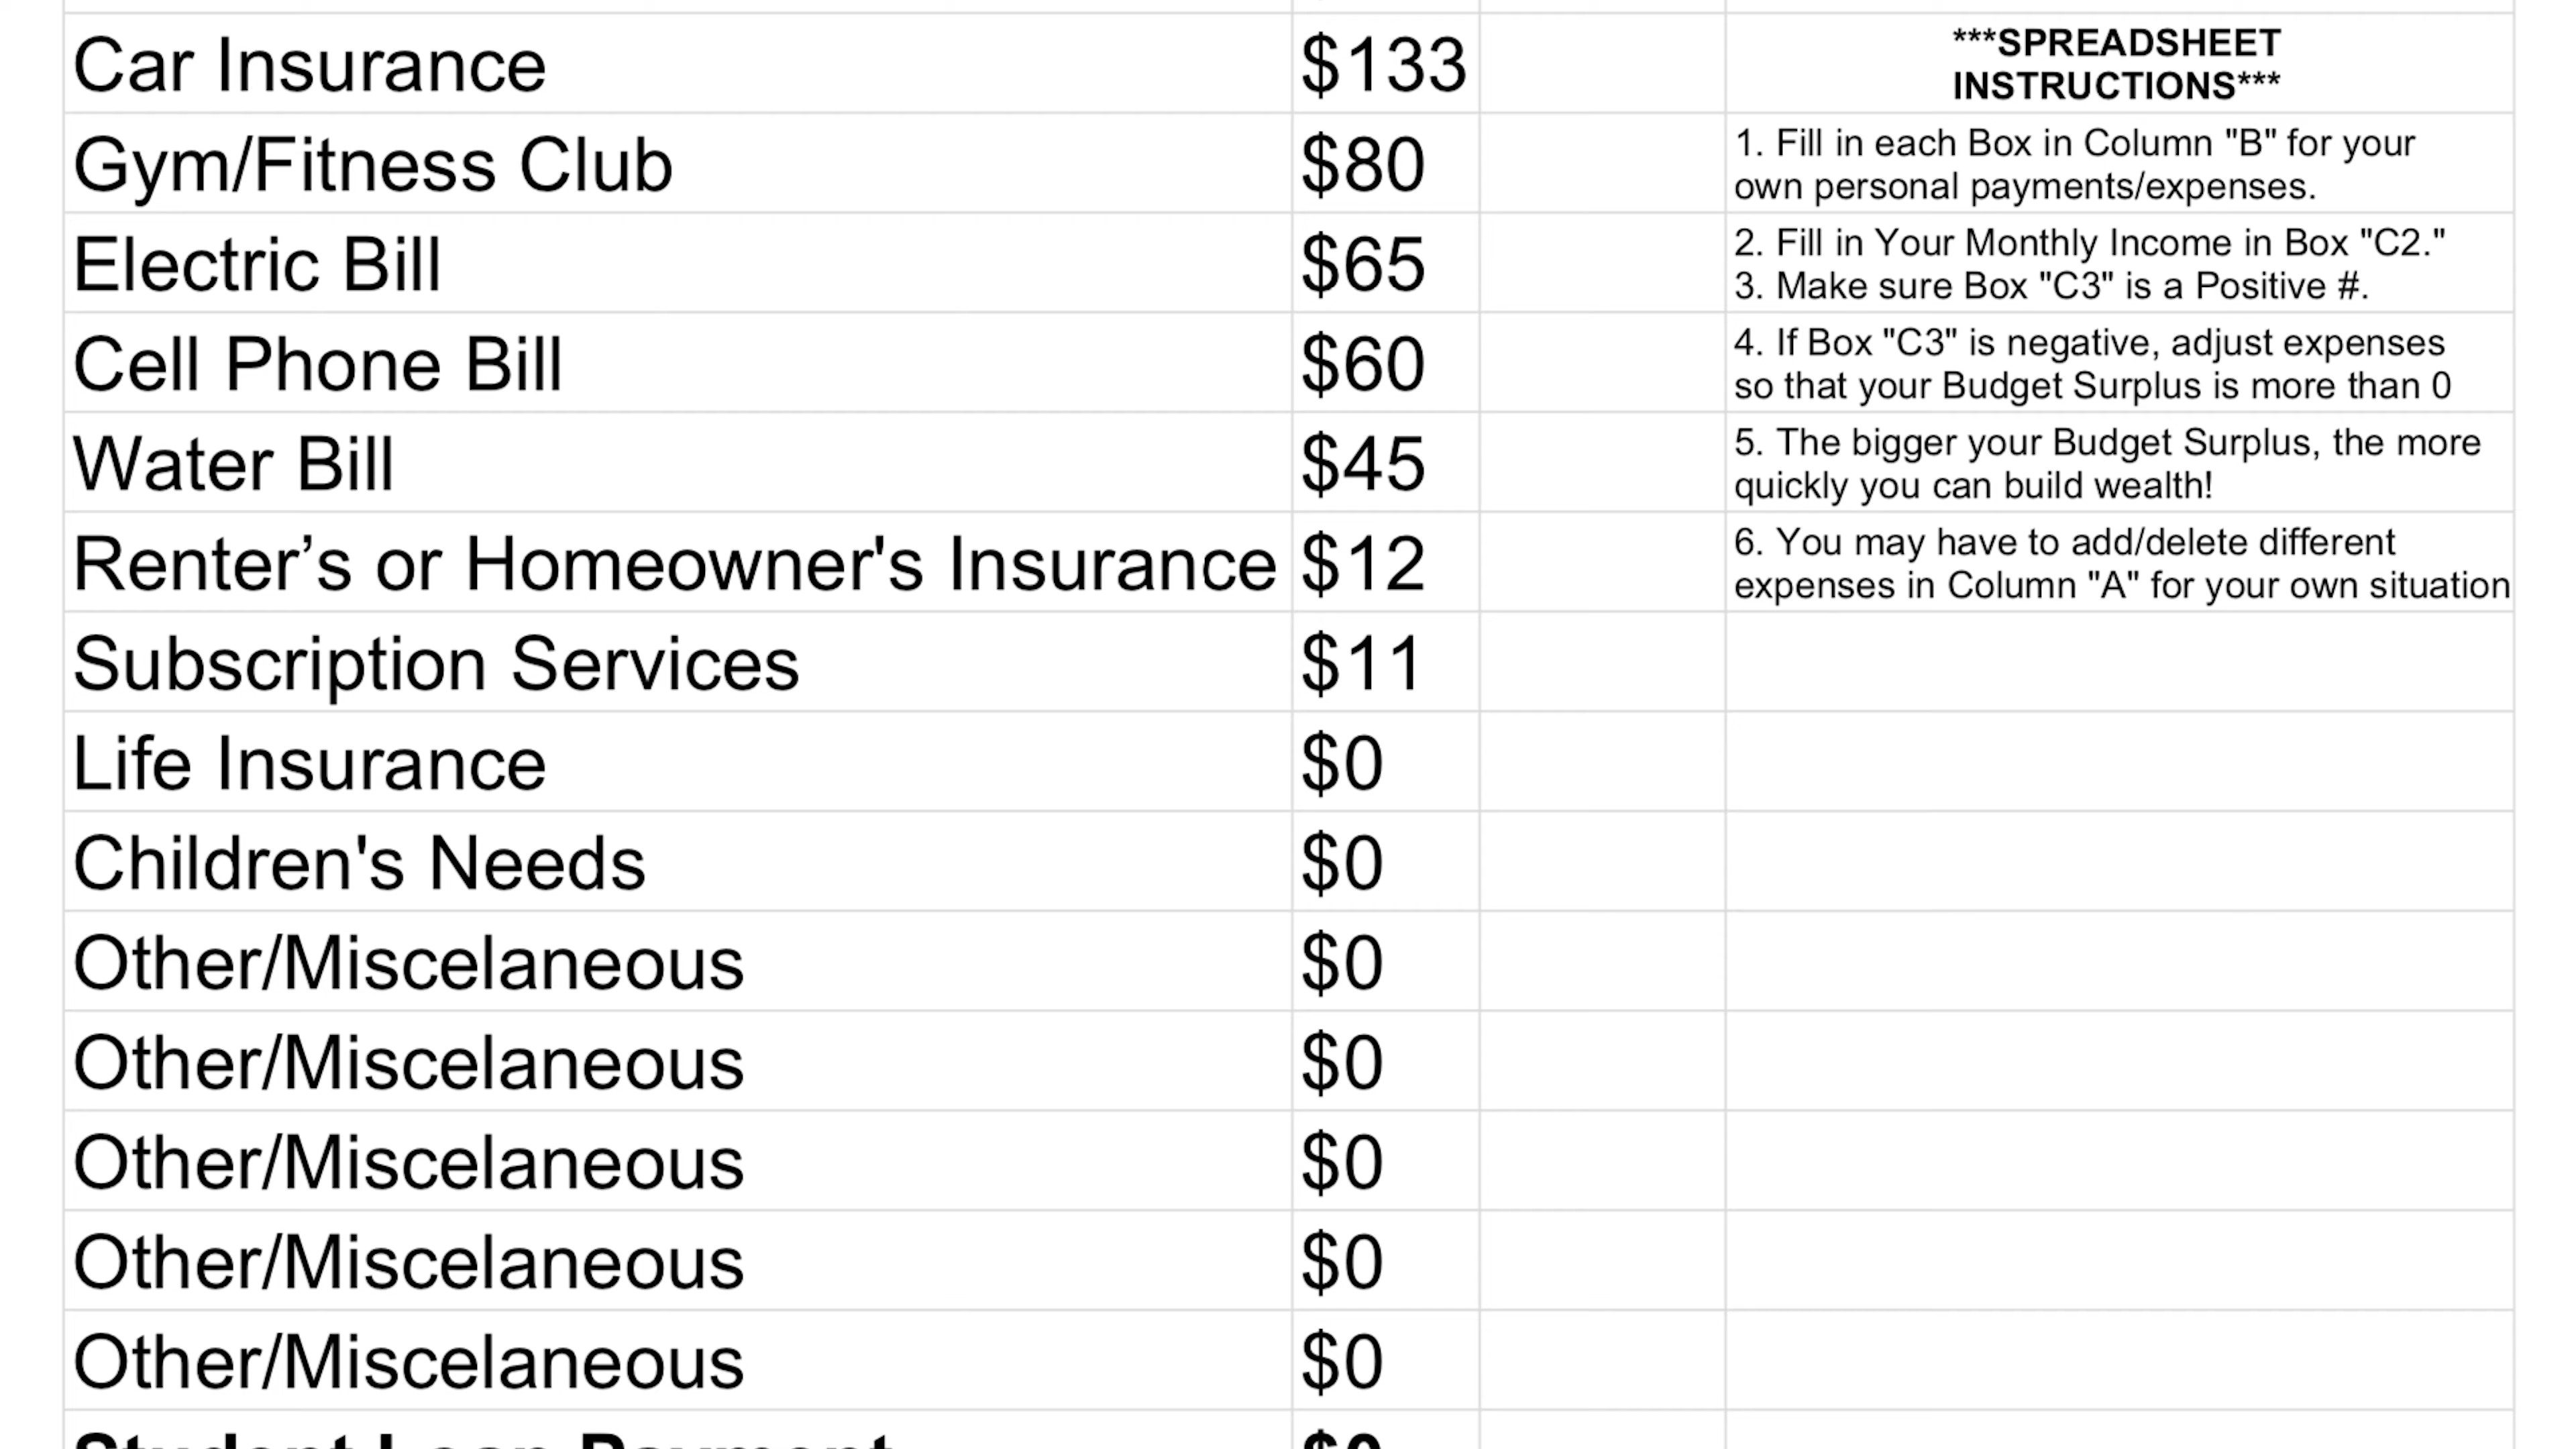 Car Insurance $133
***SPREADSHEET
INSTRUCTIONS***
Gym/Fitness Club $80
1. Fill in each Box in Column "B" for your
own personal payments/expenses.
Electric Bill $65
2. Fill in Your Monthly Income in Box "C2."
3. Make sure Box "C3" is a Positive #.
Cell Phone Bill $60
4. If Box "C3" is negative, adjust expenses
so that your Budget Surplus is more than 0
Water Bill $45
5. The bigger your Budget Surplus, the more
quickly you can build wealth!
Renter’s or Homeowner's Insurance $12
6. You may have to add/delete different
expenses in Column "A" for your own situation
Subscription Services $11
Life Insurance $0
Children's Needs $0
Other/Miscelaneous $0
Other/Miscelaneous $0
Other/Miscelaneous $0
Other/Miscelaneous $0
Other/Miscelaneous $0
Student Loan Payment $0